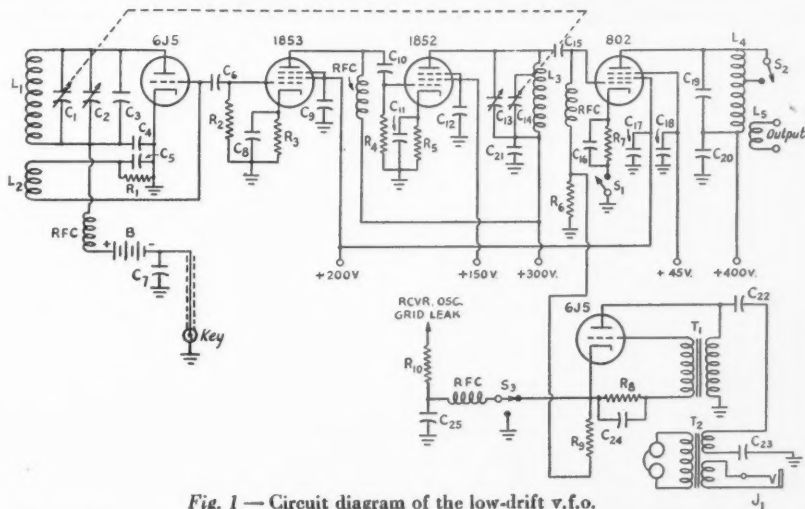 6J5
1853
1852
802
L1
C1
C2
C3
C4
C5
R1
L2
C6
R2
C8
R3
C9
RFC
C10
R4
C11
R5
C12
C13
C14
L3
C21
C15
RFC
R6
C16
R7
S1
C17
C18
C19
C20
L4
S2
L5
Output
RFC
+ B -
C7
Key
+200V.
+150V.
+300V.
+45V.
+400V.
RCVR. OSC.
GRID LEAK
R10
RFC
C25
S3
6J5
R9
R8
C24
T1
C22
T2
C23
J1
Fig. 1 — Circuit diagram of the low-drift v.f.o.